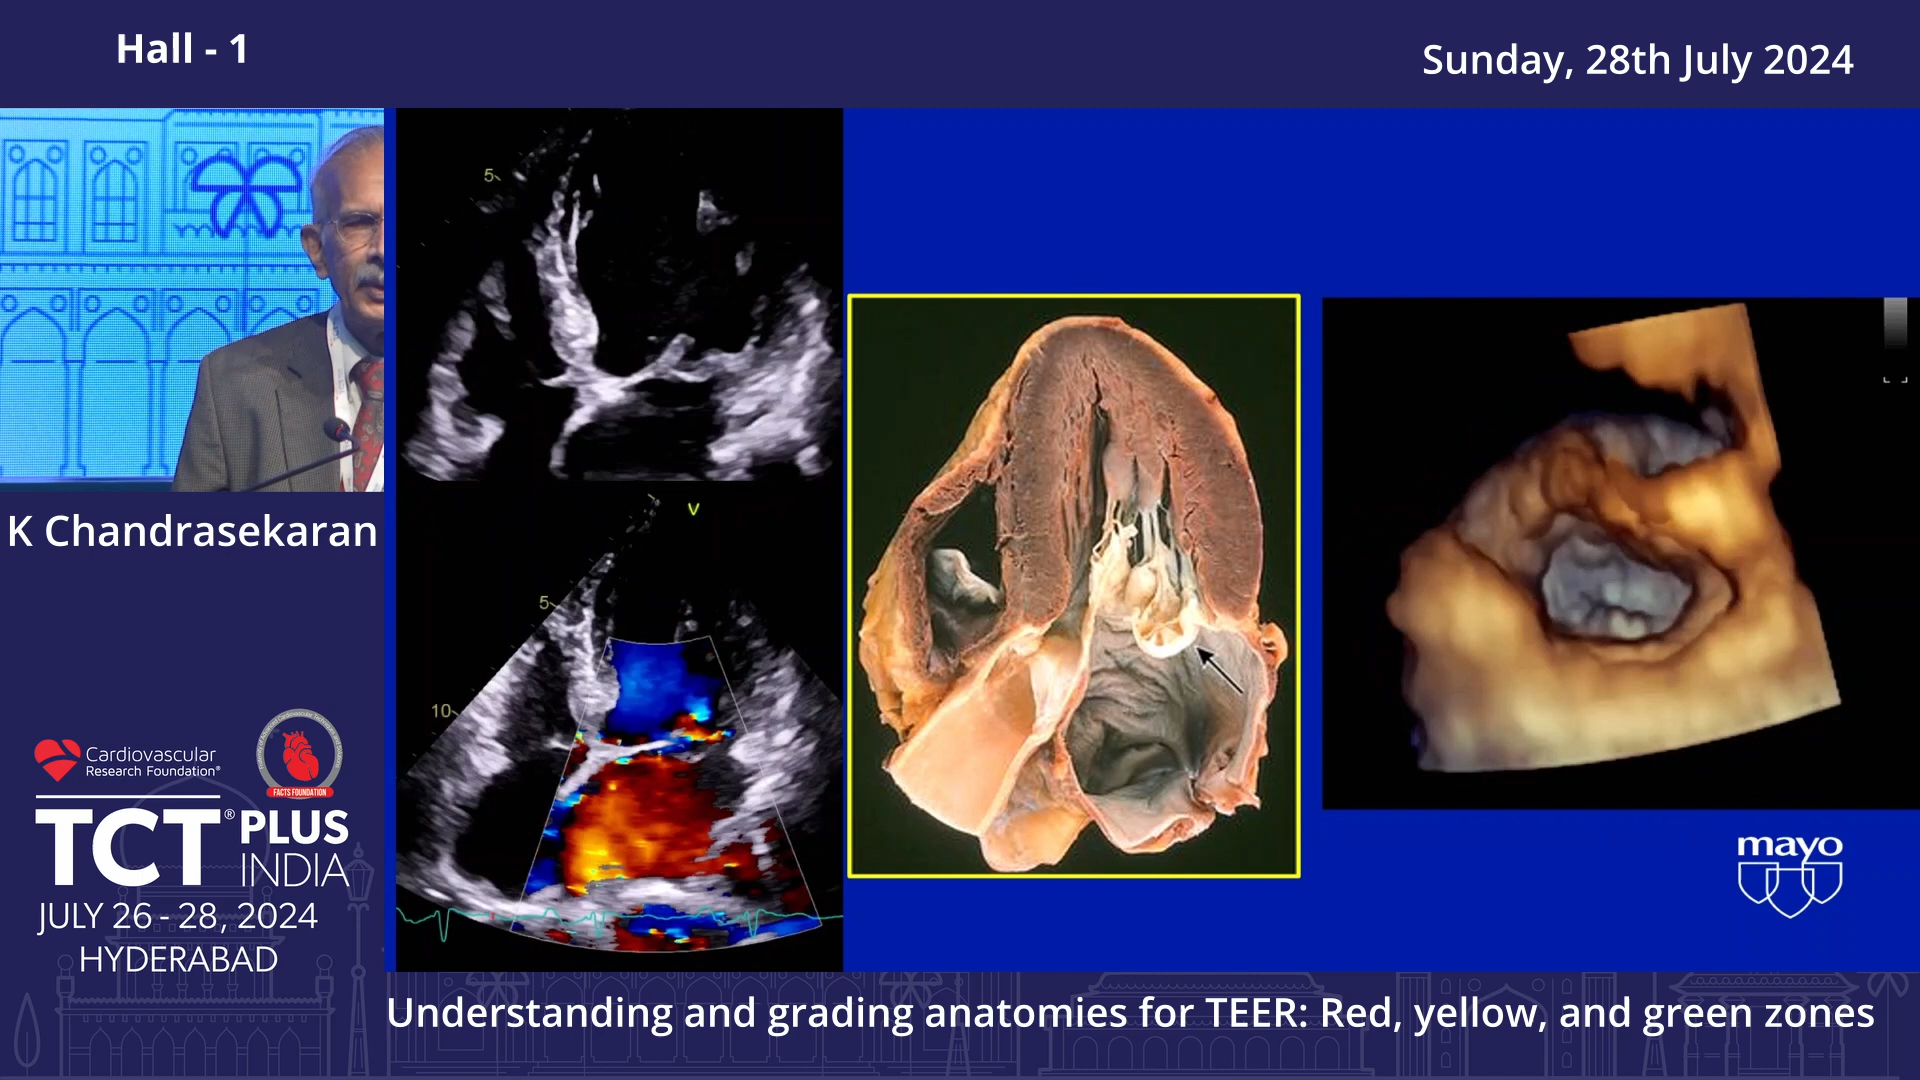 Hall - 1
Sunday, 28th July 2024
5
V
5
10
K Chandrasekaran
Cardiovascular
Research Foundation®
FACTS FOUNDATION
TCT® PLUS
INDIA
JULY 26 - 28, 2024
HYDERABAD
mayo
Understanding and grading anatomies for TEER: Red, yellow, and green zones